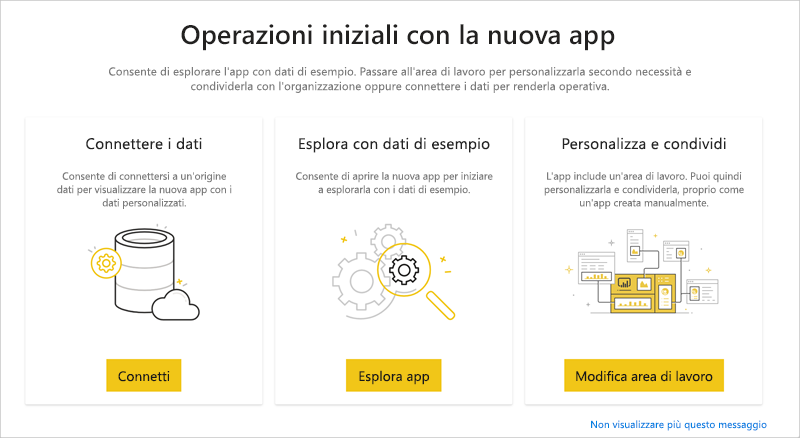 Operazioni iniziali con la nuova app
Consente di esplorare l'app con dati di esempio. Passare all'area di lavoro per personalizzarla secondo necessità e
condividerla con l'organizzazione oppure connettere i dati per renderla operativa.
Connettere i dati
Consente di connettersi a un'origine
dati per visualizzare la nuova app con i
dati personalizzati.
Connetti
Esplora con dati di esempio
Consente di aprire la nuova app per iniziare
a esplorarla con i dati di esempio.
Esplora app
Personalizza e condividi
L'app include un'area di lavoro. Puoi quindi
personalizzarla e condividerla, proprio come
un'app creata manualmente.
Modifica area di lavoro
Non visualizzare più questo messaggio